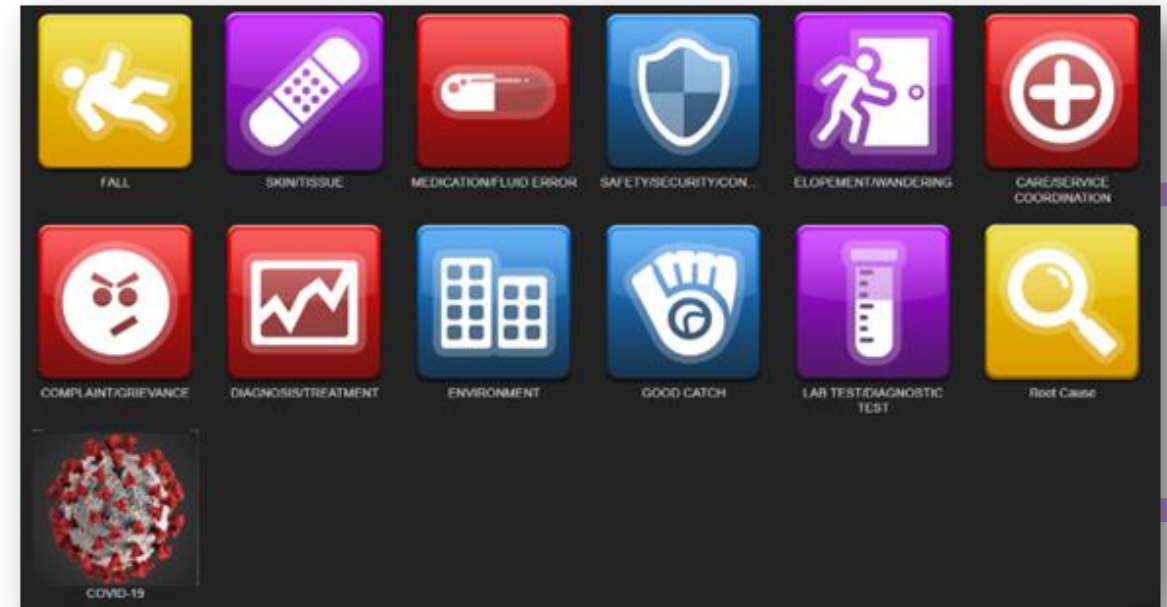 FALL
SKIN/TISSUE
MEDICATION/FLUID ERROR
SAFETY/SECURITY/CON...
ELOPEMENT/WANDERING
CARE/SERVICE
COORDINATION
COMPLAINT/GRIEVANCE
DIAGNOSIS/TREATMENT
ENVIRONMENT
GOOD CATCH
LAB TEST/DIAGNOSTIC
TEST
Root Cause
COVID-19